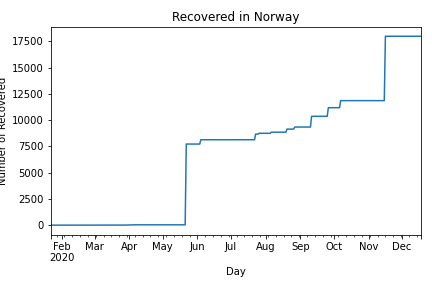 Recovered in Norway
Number of Recovered
17500
15000
12500
10000
7500
5000
2500
0
Feb Mar Apr May Jun Jul Aug Sep Oct Nov Dec
2020
Day